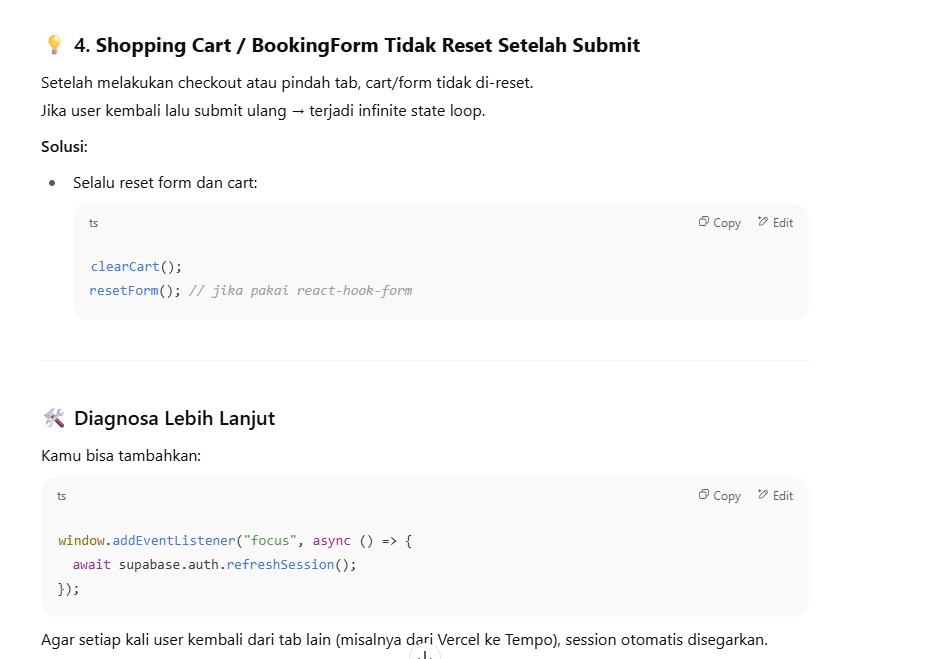 💡 4. Shopping Cart / BookingForm Tidak Reset Setelah Submit
Setelah melakukan checkout atau pindah tab, cart/form tidak di-reset.
Jika user kembali lalu submit ulang → terjadi infinite state loop.
Solusi:
• Selalu reset form dan cart:
ts Copy Edit
clearCart();
resetForm(); // jika pakai react-hook-form
🛠️ Diagnosa Lebih Lanjut
Kamu bisa tambahkan:
ts Copy Edit
window.addEventListener("focus", async () => {
  await supabase.auth.refreshSession();
});
Agar setiap kali user kembali dari tab lain (misalnya dari Vercel ke Tempo), session otomatis disegarkan.